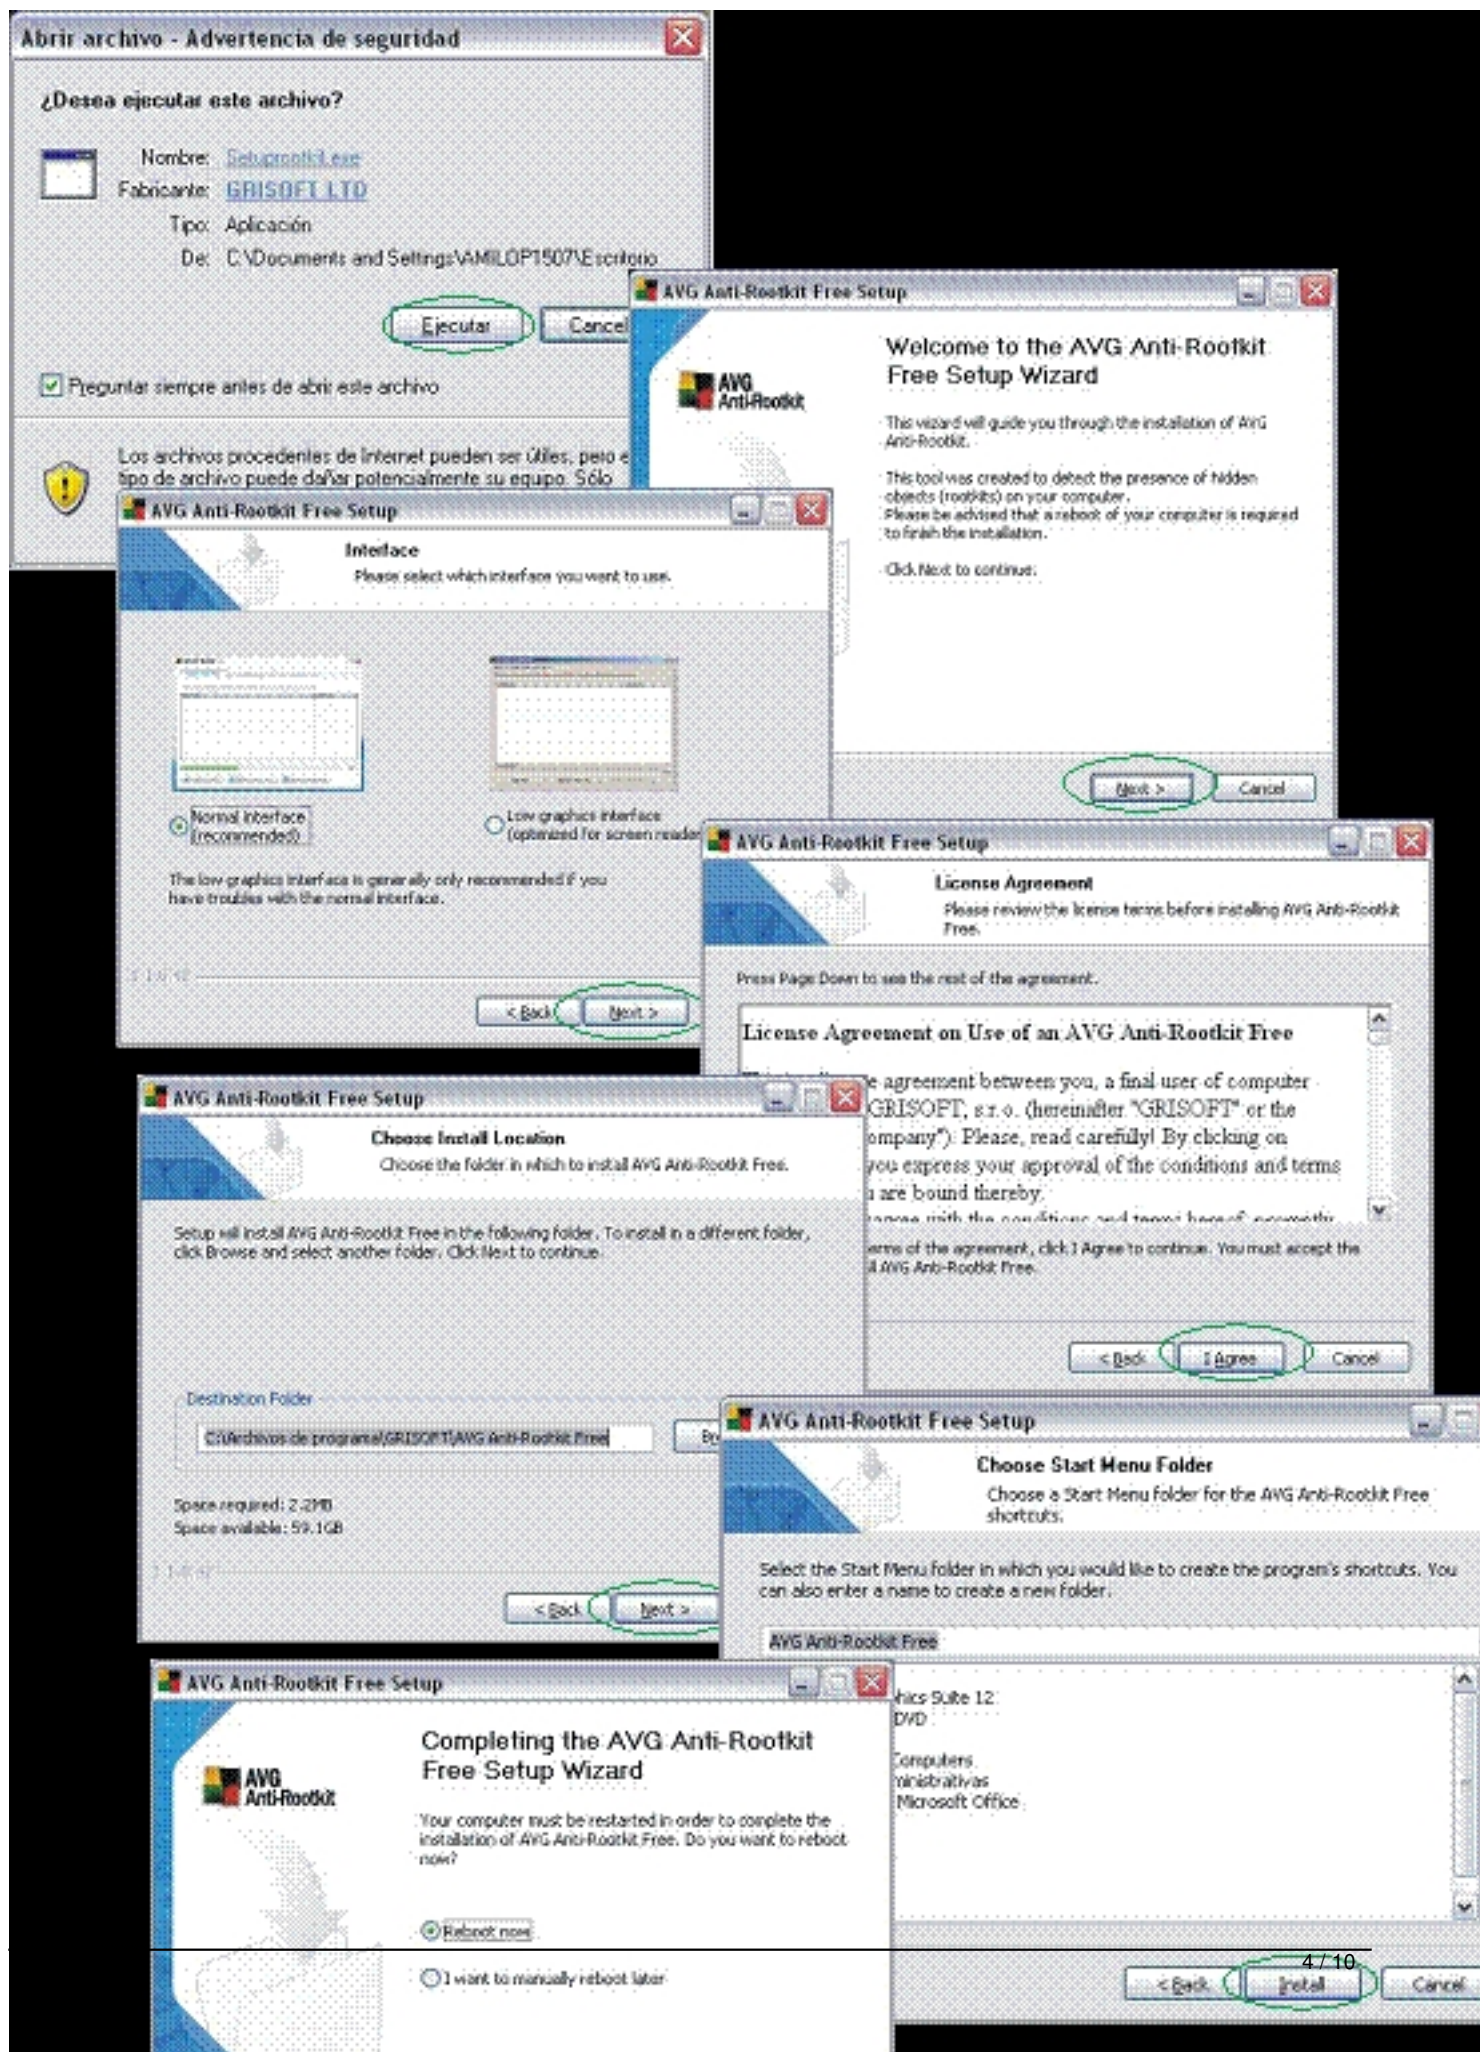 Abrir archivo - Advertencia de seguridad
¿Desea ejecutar este archivo?
Nombre: Setuprootkit.exe
Fabricante: GRISOFT LTD
Tipo: Aplicación
De: C:\Documents and Settings\AMILOP1507\Escritorio
Ejecutar
Cancel
Preguntar siempre antes de abrir este archivo
Los archivos procedentes de Internet pueden ser útiles, pero e
tipo de archivo puede dañar potencialmente su equipo. Sólo
AVG Anti-Rootkit Free Setup
AVG
Anti-Rootkit
Welcome to the AVG Anti-Rootkit
Free Setup Wizard
This wizard will guide you through the installation of AVG
Anti-Rootkit.
This tool was created to detect the presence of hidden
objects (rootkits) on your computer.
Please be advised that a reboot of your computer is required
to finish the installation.
Click Next to continue.
Next >
Cancel
AVG Anti-Rootkit Free Setup
Interface
Please select which interface you want to use.
Normal interface
(recommended)
Low graphics interface
(optimized for screen reader
The low graphics interface is generally only recommended if you
have troubles with the normal interface.
< Back
Next >
AVG Anti-Rootkit Free Setup
License Agreement
Please review the license terms before installing AVG Anti-Rootkit
Free.
Press Page Down to see the rest of the agreement.
License Agreement on Use of an AVG Anti-Rootkit Free
e agreement between you, a final user of computer
GRISOFT, s.r.o. (hereinafter "GRISOFT" or the
ompany"). Please, read carefully! By clicking on
you express your approval of the conditions and terms
are bound thereby.
with the conditions and terms hereof, promptly
erms of the agreement, click I Agree to continue. You must accept the
AVG Anti-Rootkit Free.
< Back
I Agree
Cancel
AVG Anti-Rootkit Free Setup
Choose Install Location
Choose the folder in which to install AVG Anti-Rootkit Free.
Setup will install AVG Anti-Rootkit Free in the following folder. To install in a different folder,
click Browse and select another folder. Click Next to continue.
Destination Folder
C:\Archivos de programa\GRISOFT\AVG Anti-Rootkit Free
Space required: 2.2MB
Space available: 59.1GB
< Back
Next >
AVG Anti-Rootkit Free Setup
Choose Start Menu Folder
Choose a Start Menu folder for the AVG Anti-Rootkit Free
shortcuts.
Select the Start Menu folder in which you would like to create the program's shortcuts. You
can also enter a name to create a new folder.
AVG Anti-Rootkit Free
hics Suite 12
DVD
Computers
ministrativas
Microsoft Office
< Back
Install
Cancel
AVG Anti-Rootkit Free Setup
AVG
Anti-Rootkit
Completing the AVG Anti-Rootkit
Free Setup Wizard
Your computer must be restarted in order to complete the
installation of AVG Anti-Rootkit Free. Do you want to reboot
now?
Reboot now
I want to manually reboot later
4 / 10